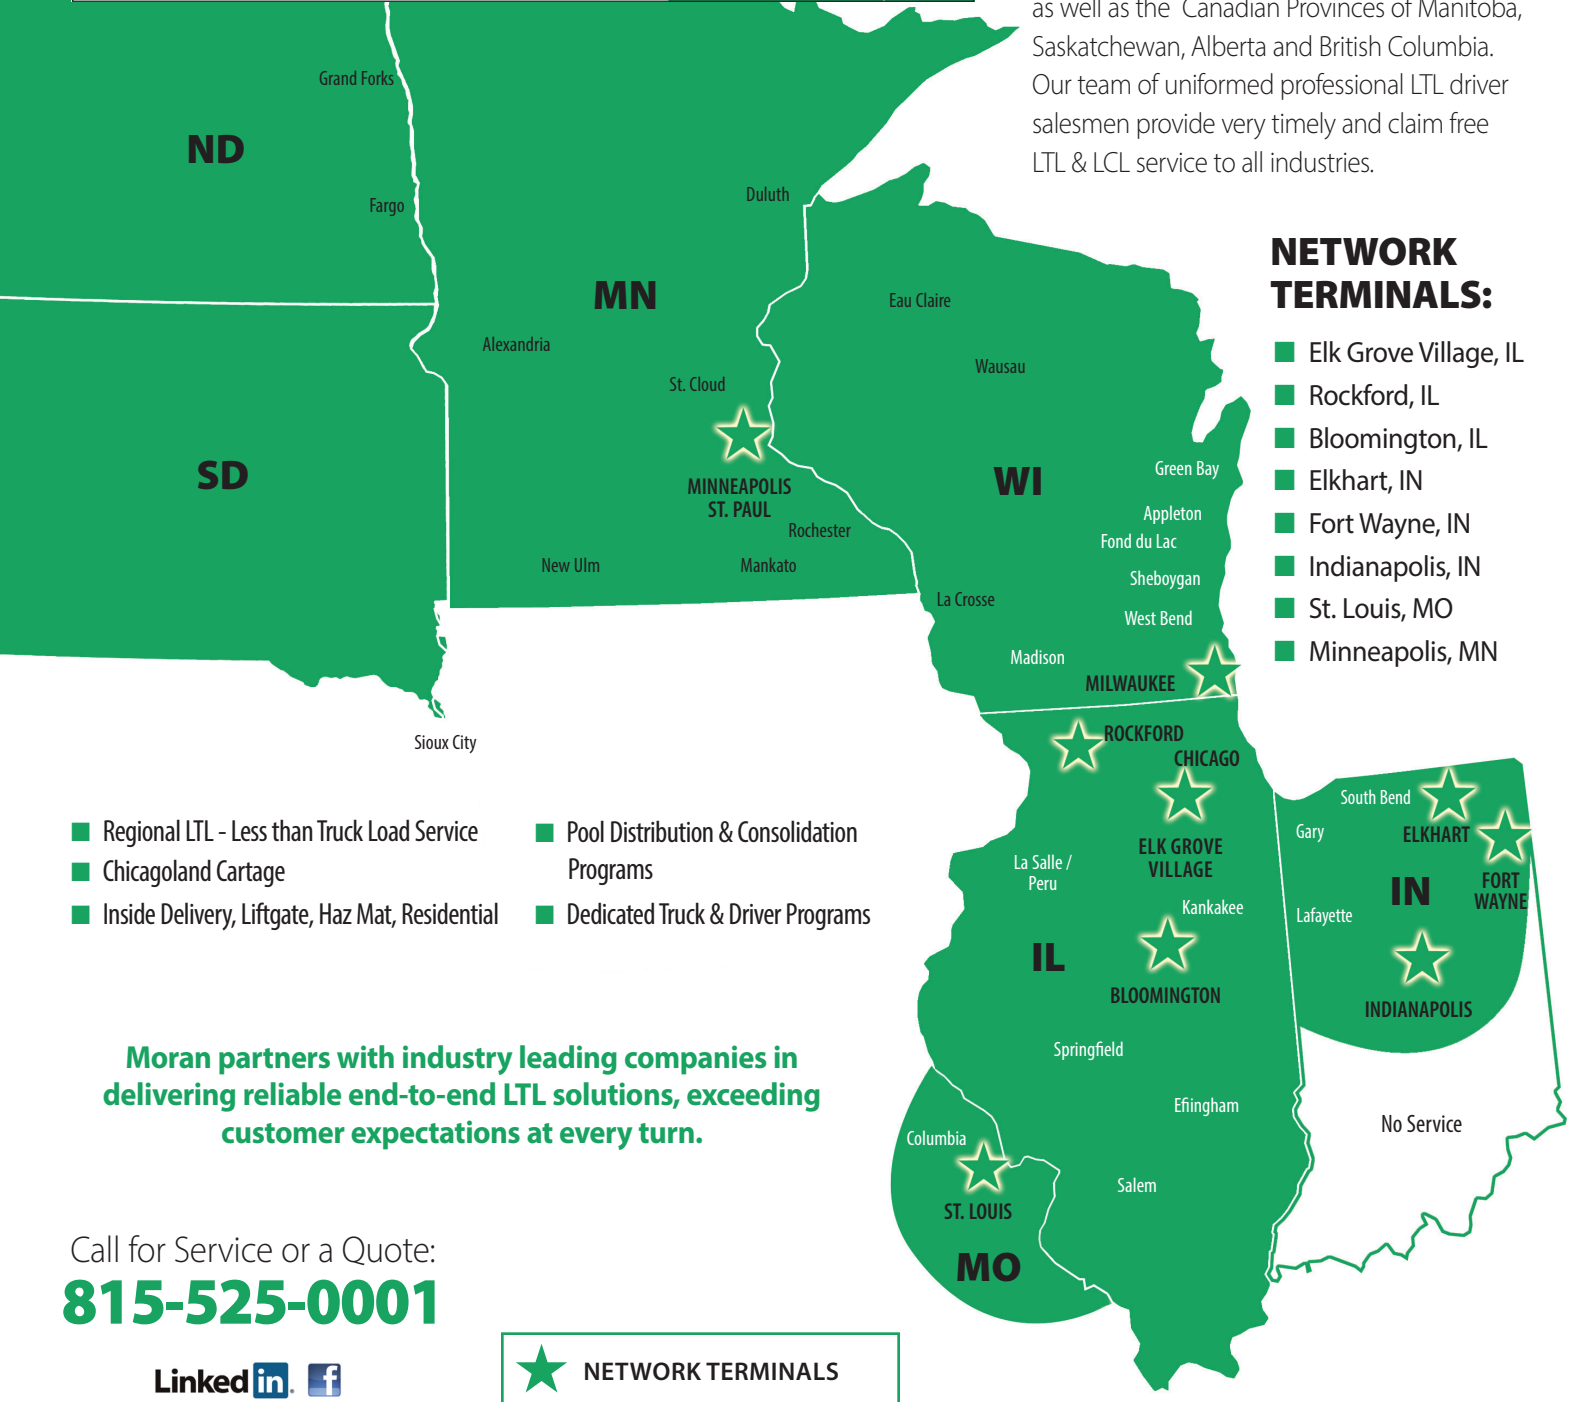 as well as the Canadian Provinces of Manitoba,
Saskatchewan, Alberta and British Columbia.
Our team of uniformed professional LTL driver
salesmen provide very timely and claim free
LTL & LCL service to all industries.
Grand Forks
ND
Fargo
Duluth
MN
Alexandria
St. Cloud
MINNEAPOLIS
ST. PAUL
Rochester
New Ulm
Mankato
SD
Sioux City
Eau Claire
Wausau
WI
Green Bay
Appleton
Fond du Lac
Sheboygan
La Crosse
West Bend
Madison
MILWAUKEE
NETWORK
TERMINALS:
Elk Grove Village, IL
Rockford, IL
Bloomington, IL
Elkhart, IN
Fort Wayne, IN
Indianapolis, IN
St. Louis, MO
Minneapolis, MN
ROCKFORD
CHICAGO
ELK GROVE
VILLAGE
La Salle /
Peru
Kankakee
IL
BLOOMINGTON
Springfield
Efiingham
Salem
South Bend
Gary
ELKHART
IN
FORT
WAYNE
Lafayette
INDIANAPOLIS
No Service
Columbia
ST. LOUIS
MO
Regional LTL - Less than Truck Load Service
Chicagoland Cartage
Inside Delivery, Liftgate, Haz Mat, Residential
Pool Distribution & Consolidation
Programs
Dedicated Truck & Driver Programs
Moran partners with industry leading companies in
delivering reliable end-to-end LTL solutions, exceeding
customer expectations at every turn.
Call for Service or a Quote:
815-525-0001
Linked in.
f
NETWORK TERMINALS